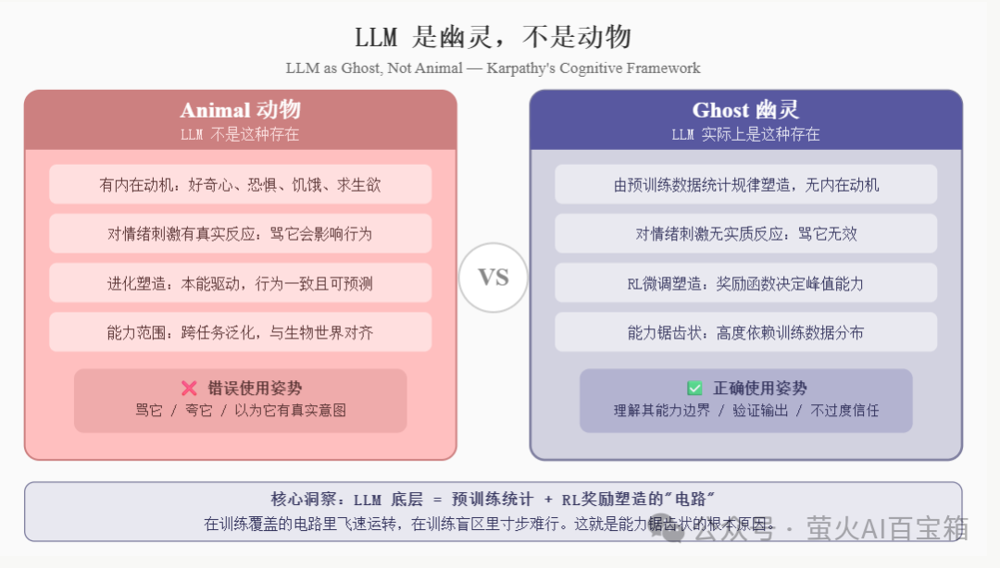 LLM 是幽灵，不是动物
LLM as Ghost, Not Animal — Karpathy's Cognitive Framework
Animal 动物
LLM 不是这种存在
有内在动机：好奇心、恐惧、饥饿、求生欲
对情绪刺激有真实反应：骂它会影响行为
进化塑造：本能驱动，行为一致且可预测
能力范围：跨任务泛化，与生物世界对齐
❌ 错误使用姿势
骂它 / 夸它 / 以为它有真实意图
VS
Ghost 幽灵
LLM 实际上是这种存在
由预训练数据统计规律塑造，无内在动机
对情绪刺激无实质反应：骂它无效
RL微调塑造：奖励函数决定峰值能力
能力锯齿状：高度依赖训练数据分布
✅ 正确使用姿势
理解其能力边界 / 验证输出 / 不过度信任
核心洞察：LLM 底层 = 预训练统计 + RL奖励塑造的"电路"
在训练覆盖的电路里飞速运转，在训练盲区里寸步难行。这就是能力锯齿状的根本原因。
公众号 · 萤火AI百宝箱